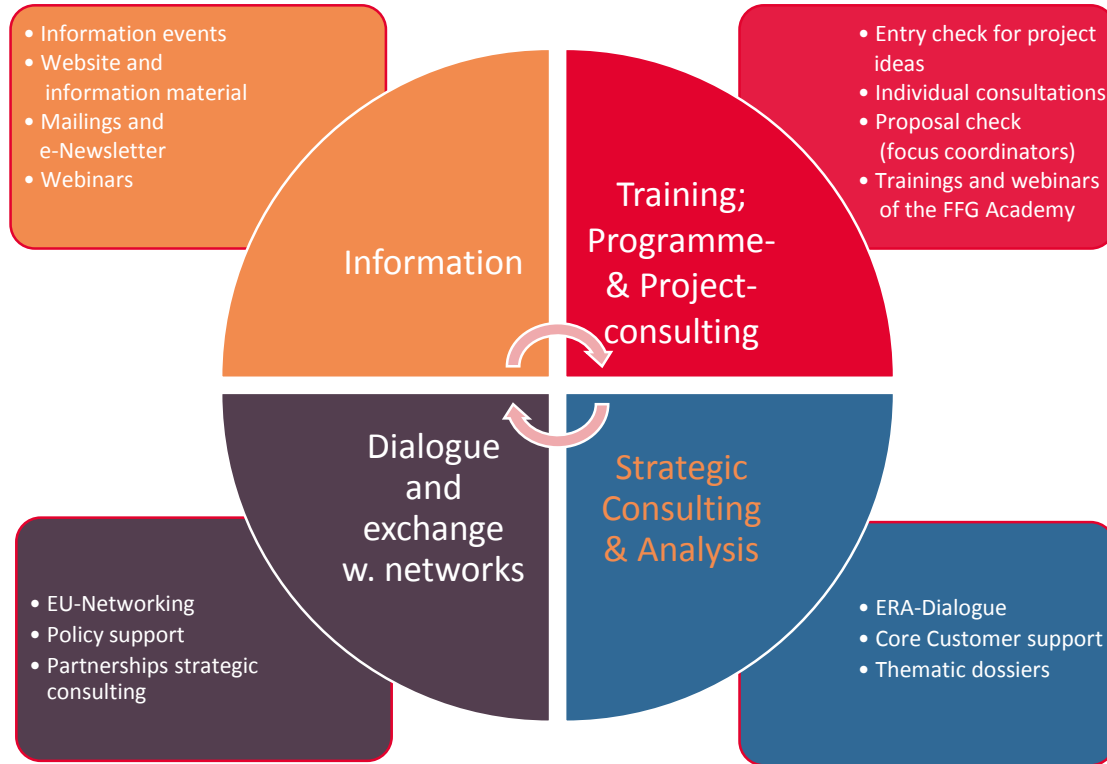 • Information events
• Website and
information material
• Mailings and
e-Newsletter
• Webinars
• Entry check for project
ideas
• Individual consultations
• Proposal check
(focus coordinators)
• Trainings and webinars
of the FFG Academy
Information
Training;
Programme-
& Project-
consulting
Dialogue
and
exchange
w. networks
Strategic
Consulting
& Analysis
• EU-Networking
• Policy support
• Partnerships strategic
consulting
• ERA-Dialogue
• Core Customer support
• Thematic dossiers